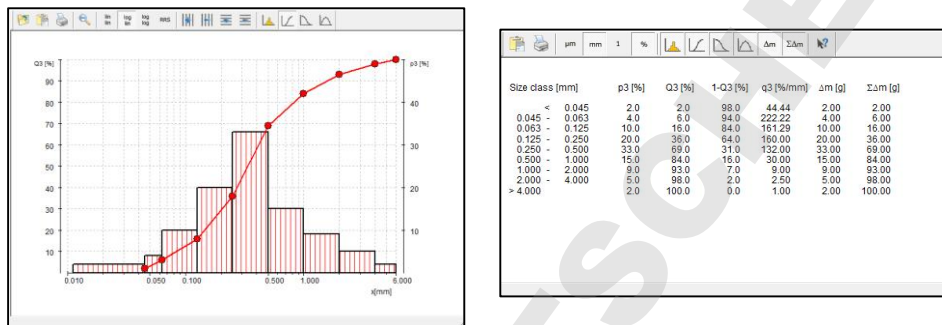 lin lin log lin log log RRS
Q3 [%] p3 [%]
90
80 40
70
60 30
50
40 20
30
20 10
10
0.010 0.050 0.100 0.500 1.000 6.000
x[mm]
µm mm 1 % Δm ΣΔm
Size class [mm] p3 [%] Q3 [%] 1-Q3 [%] q3 [%/mm] Δm [g] ΣΔm [g]
< 0.045 2.0 2.0 98.0 44.44 2.00 2.00
0.045 - 0.063 4.0 6.0 94.0 222.22 4.00 6.00
0.063 - 0.125 10.0 16.0 84.0 161.29 10.00 16.00
0.125 - 0.250 20.0 36.0 64.0 160.00 20.00 36.00
0.250 - 0.500 33.0 69.0 31.0 132.00 33.00 69.00
0.500 - 1.000 15.0 84.0 16.0 30.00 15.00 84.00
1.000 - 2.000 9.0 93.0 7.0 9.00 9.00 93.00
2.000 - 4.000 5.0 98.0 2.0 2.50 5.00 98.00
> 4.000 2.0 100.0 0.0 1.00 2.00 100.00